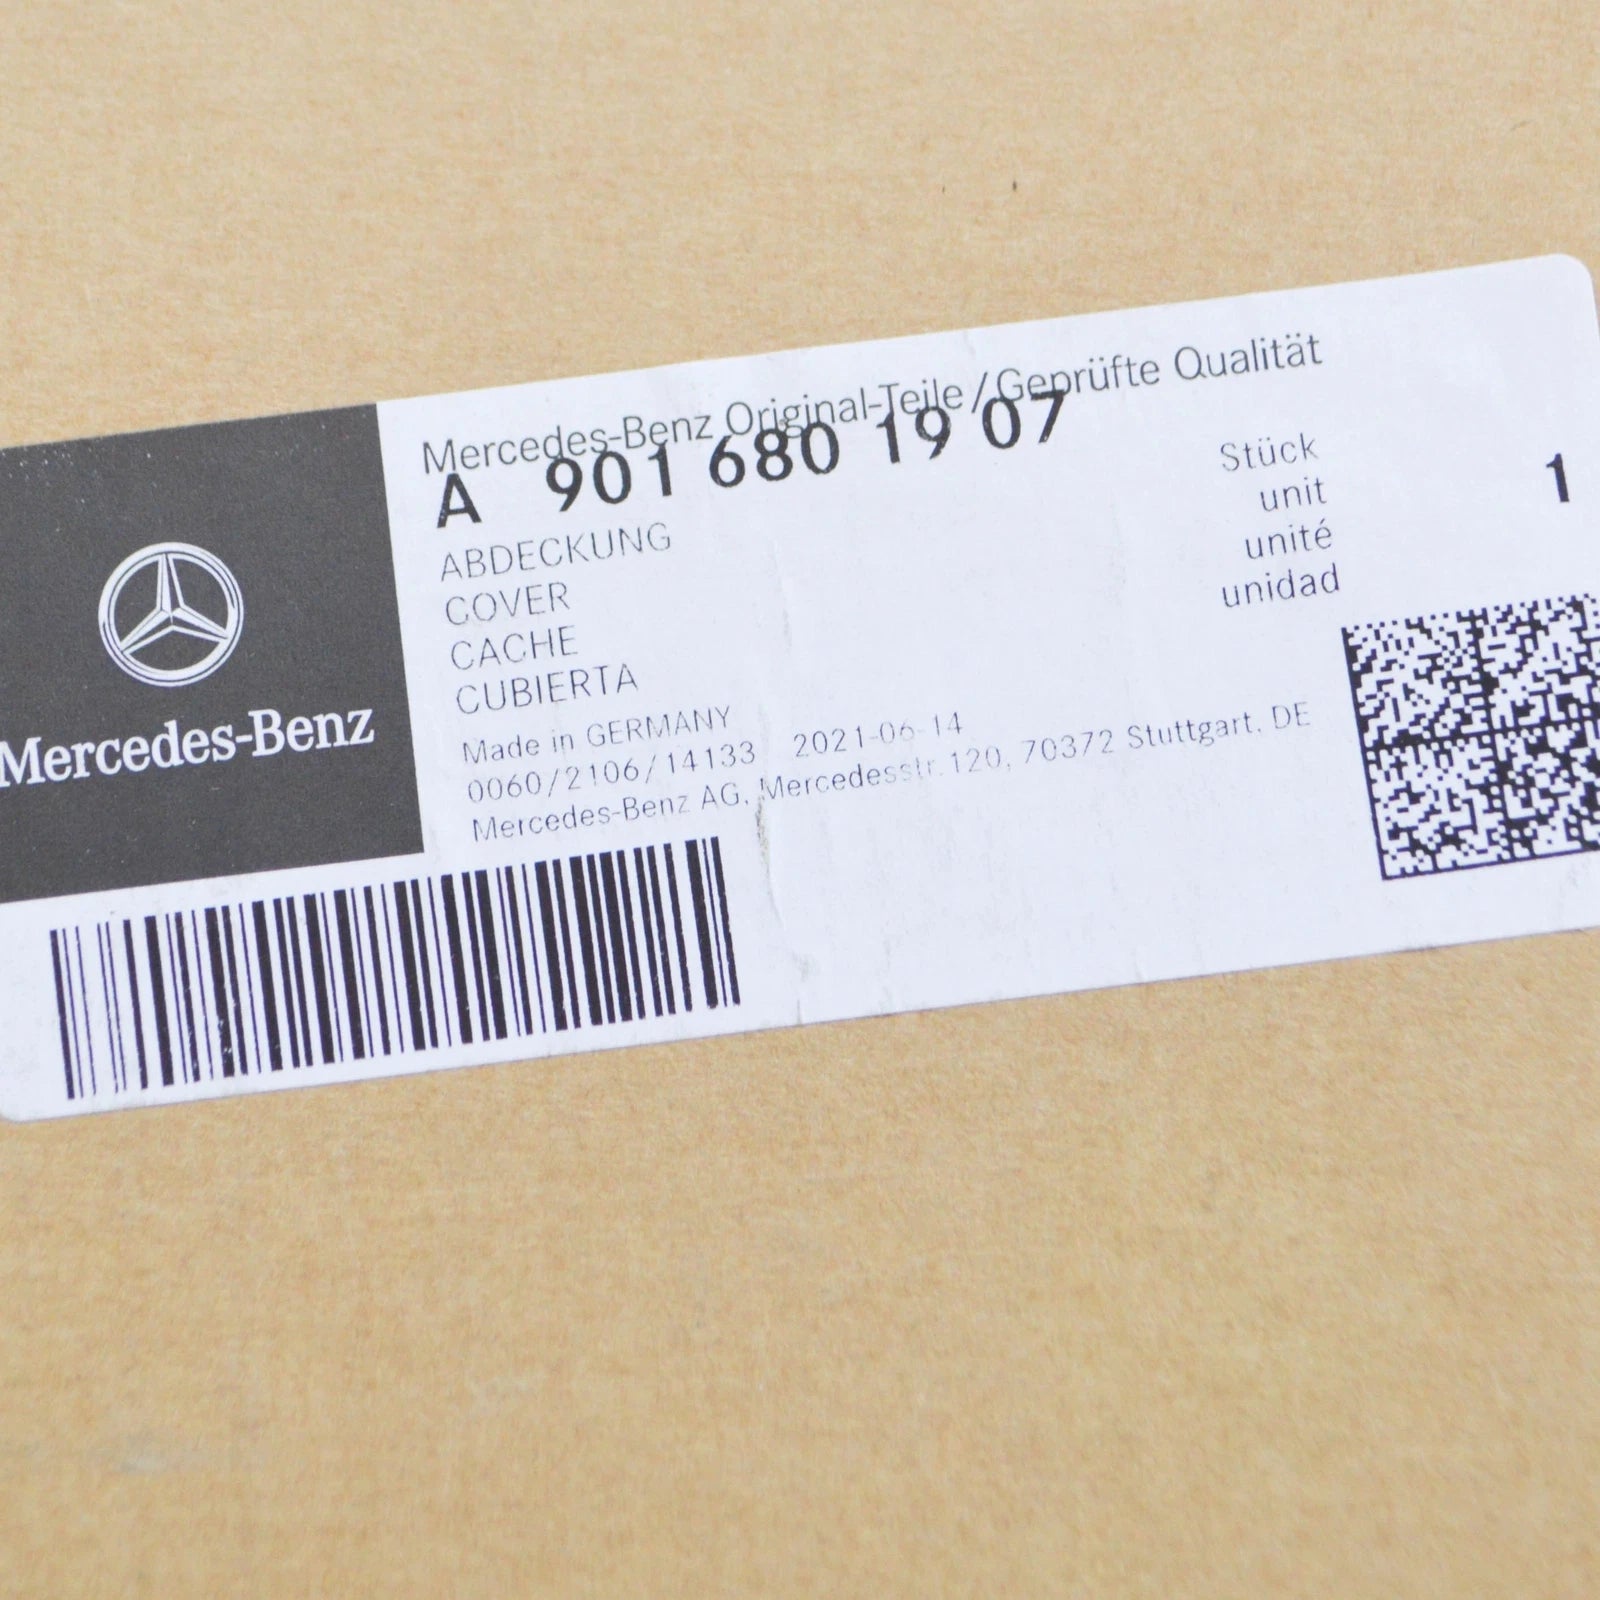 Mercedes-Benz
Mercedes-Benz Original-Teile/Geprüfte Qualität
A 901 680 19 07
ABDECKUNG
COVER
CACHE
CUBIERTA
Stück
unit
unité
unidad
1
Made in GERMANY
0060/2106/14133 2021-06-14
Mercedes-Benz AG, Mercedesstr. 120, 70372 Stuttgart, DE